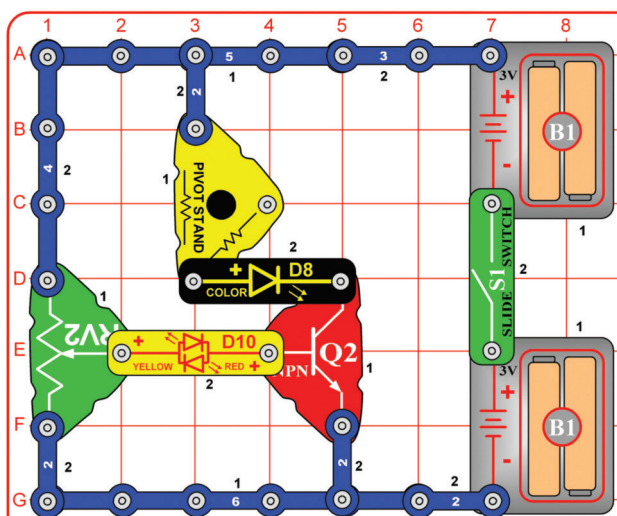 1 2 3 4 5 6 7 8
A 5 3
1 2
3V
2 2
+
B1
B
-
PIVOT STAND
1
4 2
C
1
2
S1
SLIDE SWITCH
2
D
+ D8
COLOR
1
RV2
1
E
+ D10
YELLOW RED +
2
NPN
Q2
1
3V
+
B1
F
-
2 2
2 2
G 1
6
2
2